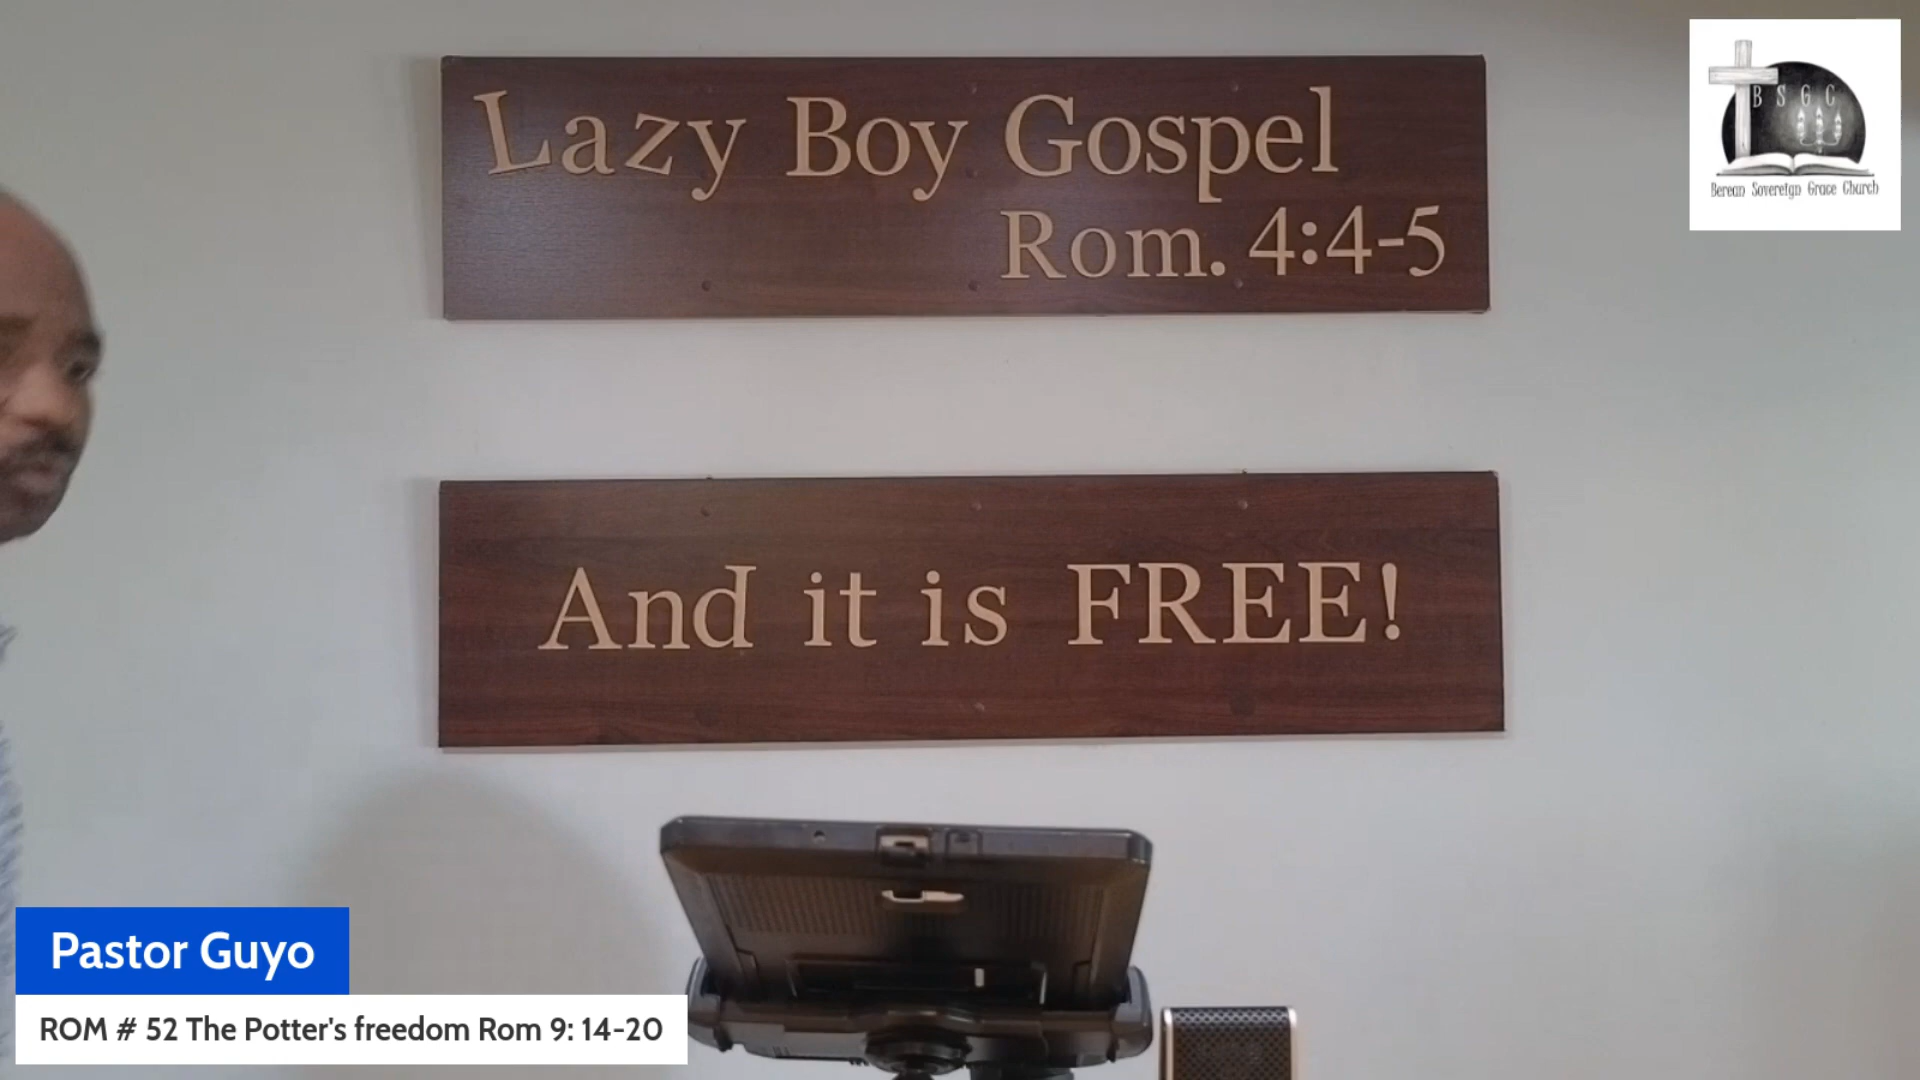 Lazy Boy Gospel
Rom. 4:4-5
B S G C
Berean Sovereign Grace Church
And it is FREE!
Pastor Guyo
ROM # 52 The Potter's freedom Rom 9: 14-20